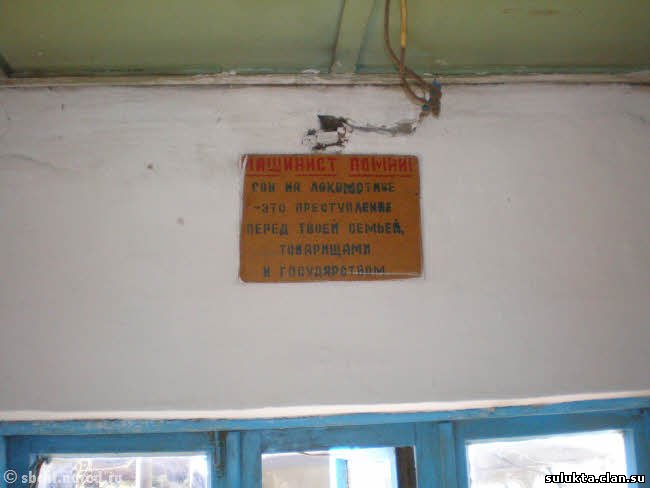 МАШИНИСТ ПОМНИ!
СОН НА ЛОКОМОТИВЕ
-ЭТО ПРЕСТУПЛЕНИЕ
ПЕРЕД ТВОЕЙ СЕМЬЕЙ,
ТОВАРИЩАМИ
И ГОСУДАРСТВОМ
sulukta.clan.su